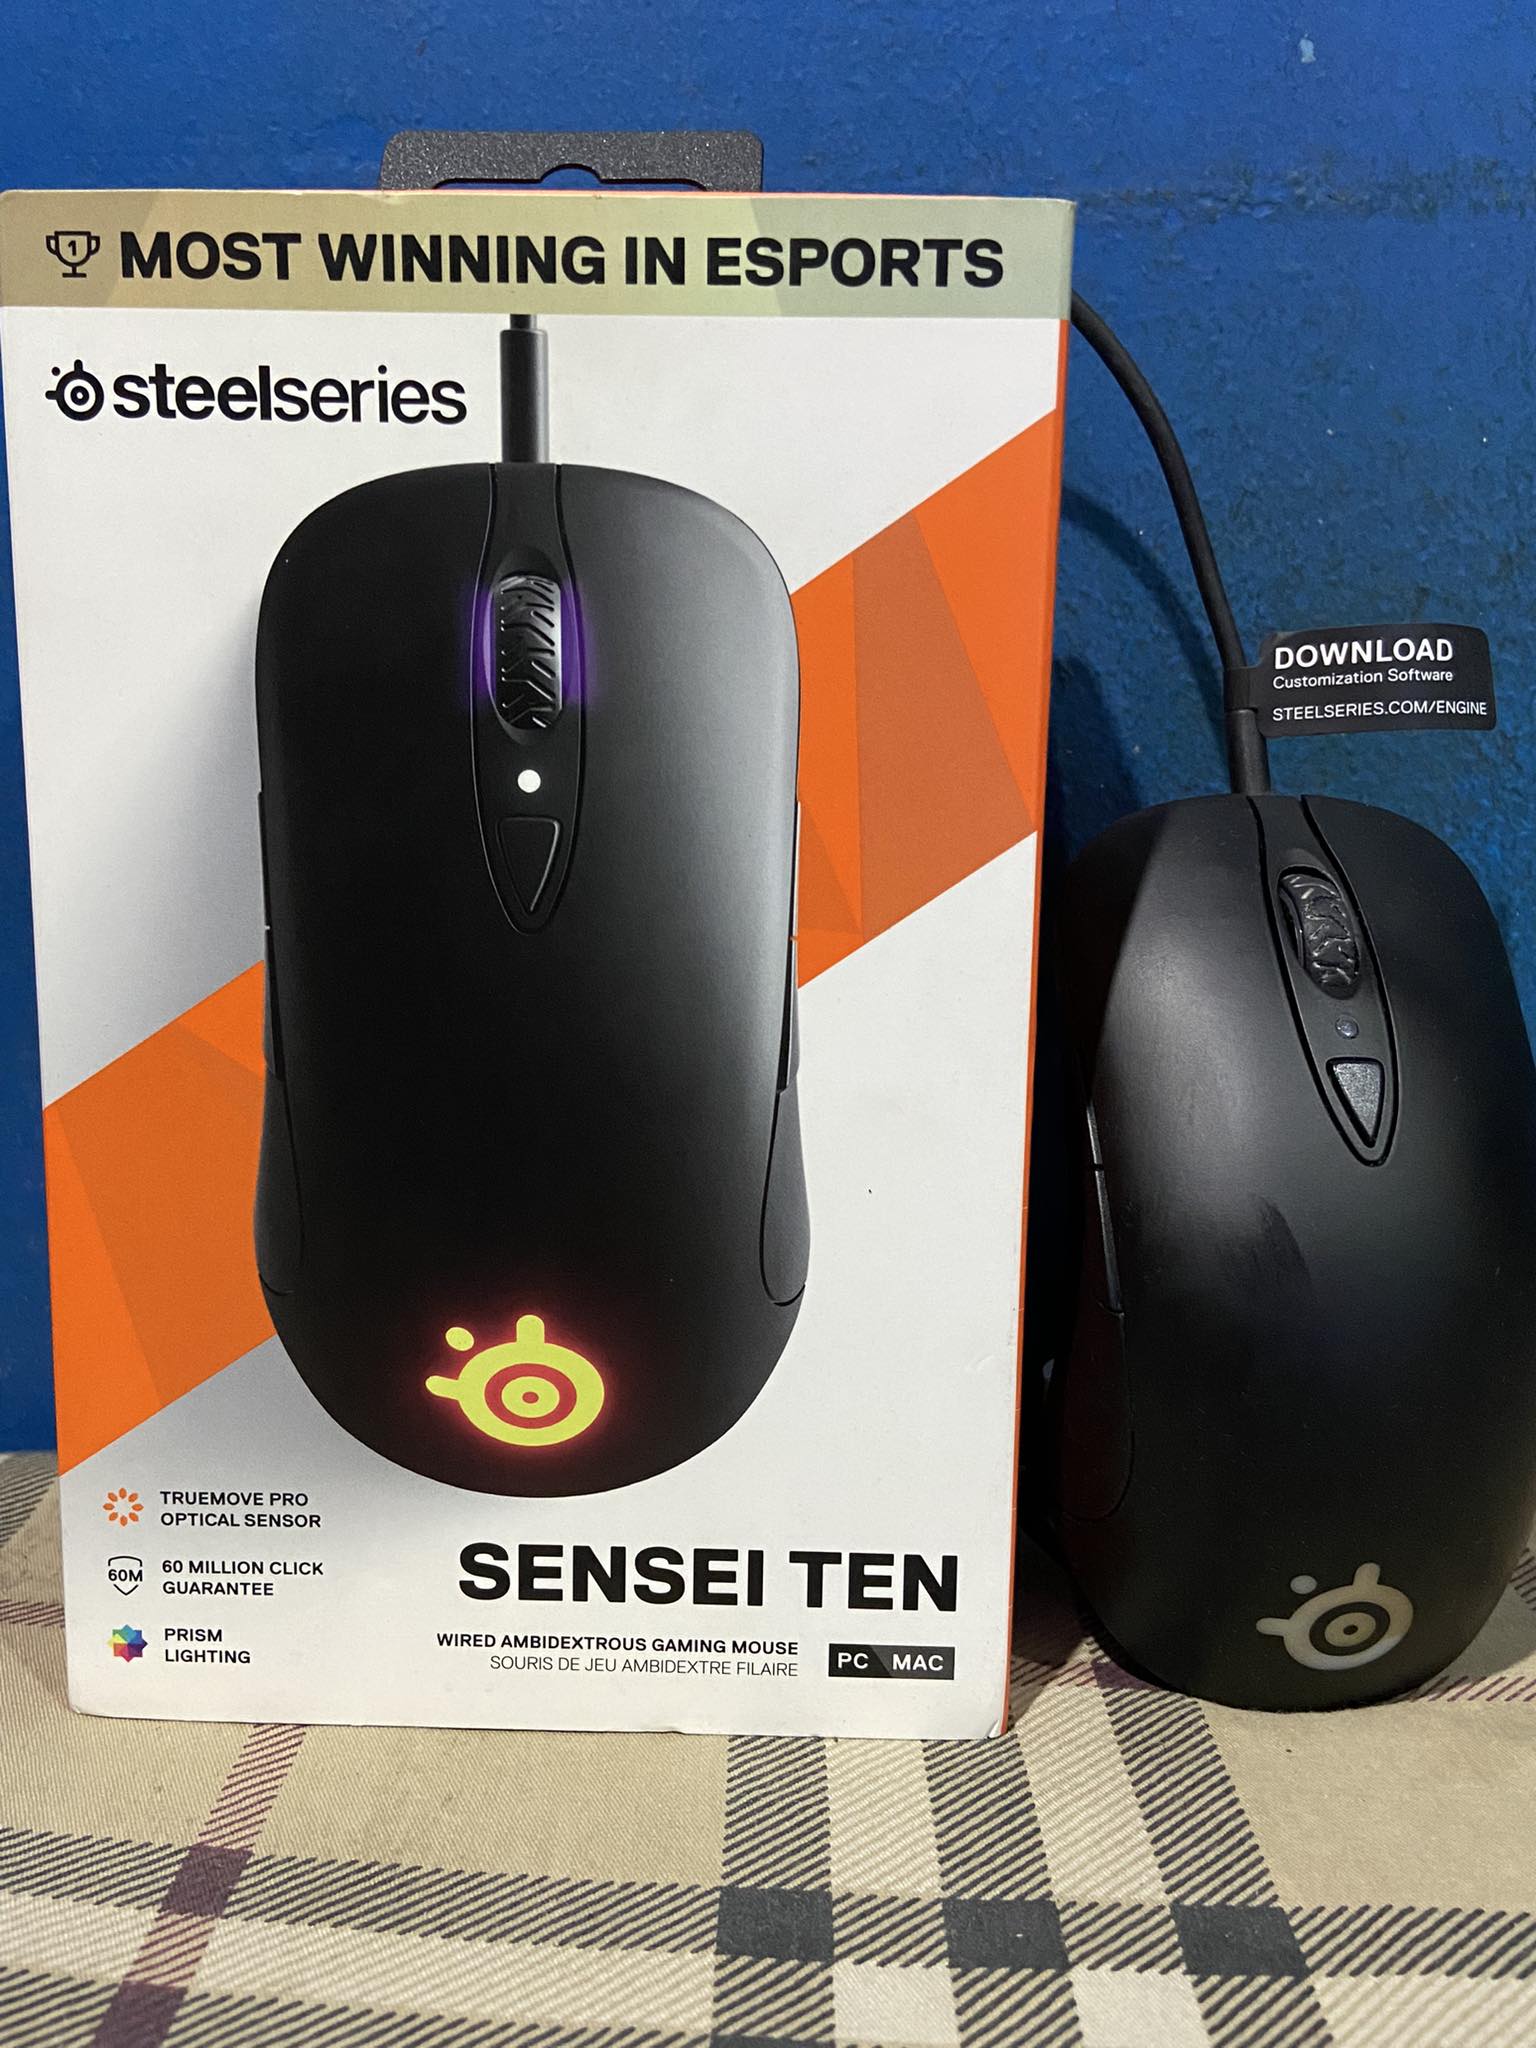 1 MOST WINNING IN ESPORTS
steelseries
TRUEMOVE PRO
OPTICAL SENSOR
60M
60 MILLION CLICK
GUARANTEE
PRISM
LIGHTING
SENSEI TEN
WIRED AMBIDEXTROUS GAMING MOUSE
SOURIS DE JEU AMBIDEXTRE FILAIRE
PC MAC
DOWNLOAD
Customization Software
STEELSERIES.COM/ENGINE